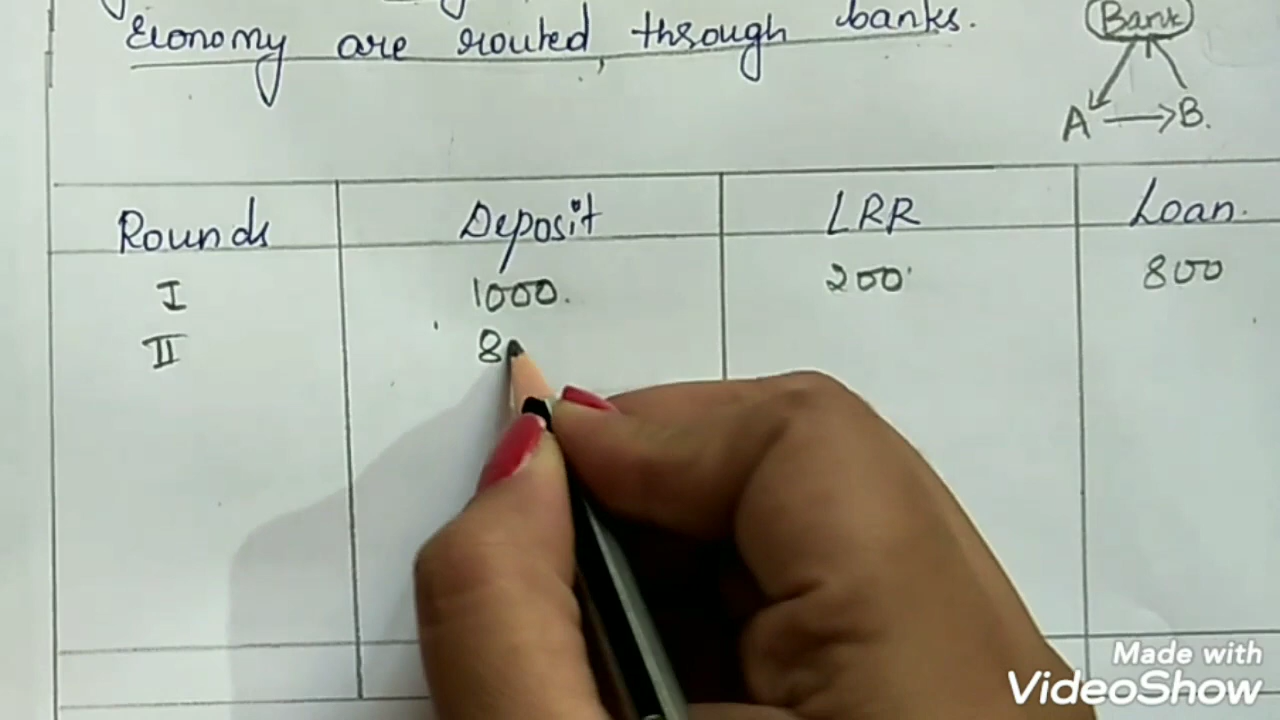 Economy are routed through banks.
Bank
A → B.
Rounds Deposit LRR Loan.
I 1000. 200 800
II 8
Made with
VideoShow